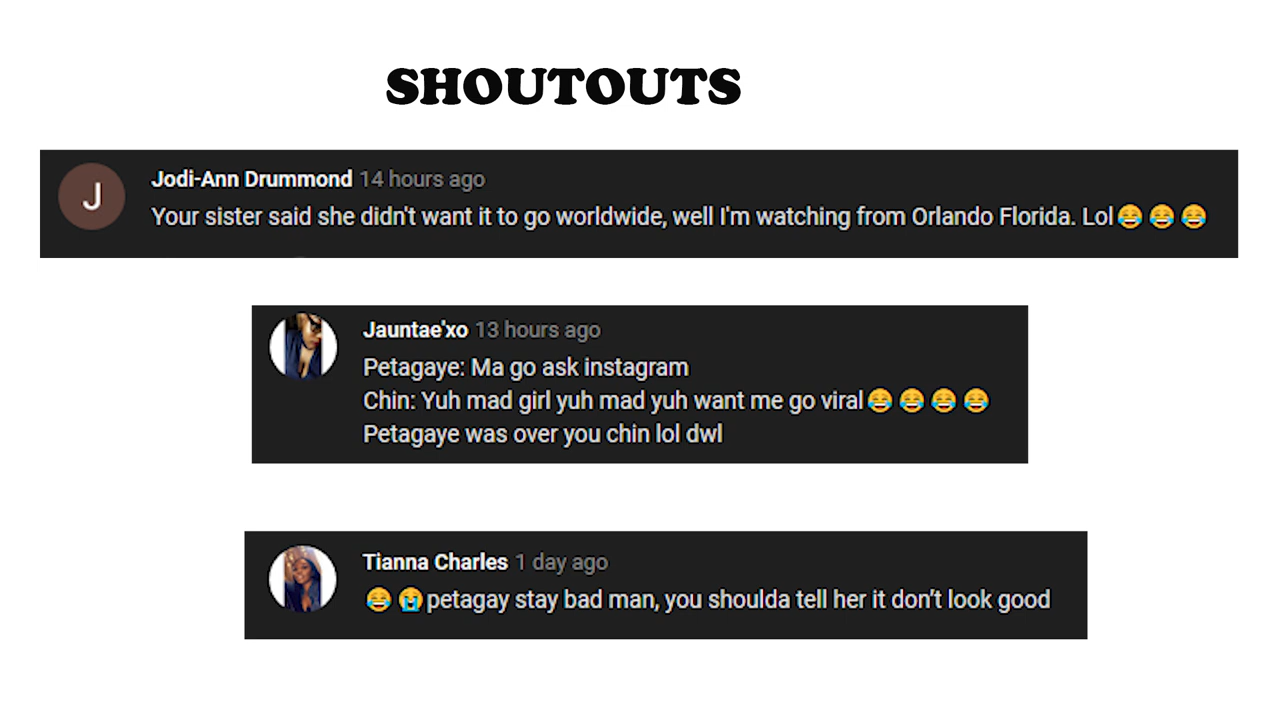 SHOUTOUTS
J
Jodi-Ann Drummond 14 hours ago
Your sister said she didn't want it to go worldwide, well I'm watching from Orlando Florida. Lol😂😂😂
Jauntae'xo 13 hours ago
Petagaye: Ma go ask instagram
Chin: Yuh mad girl yuh mad yuh want me go viral😂😂😂😂
Petagaye was over you chin lol dwl
Tianna Charles 1 day ago
😂😭petagay stay bad man, you shoulda tell her it don’t look good